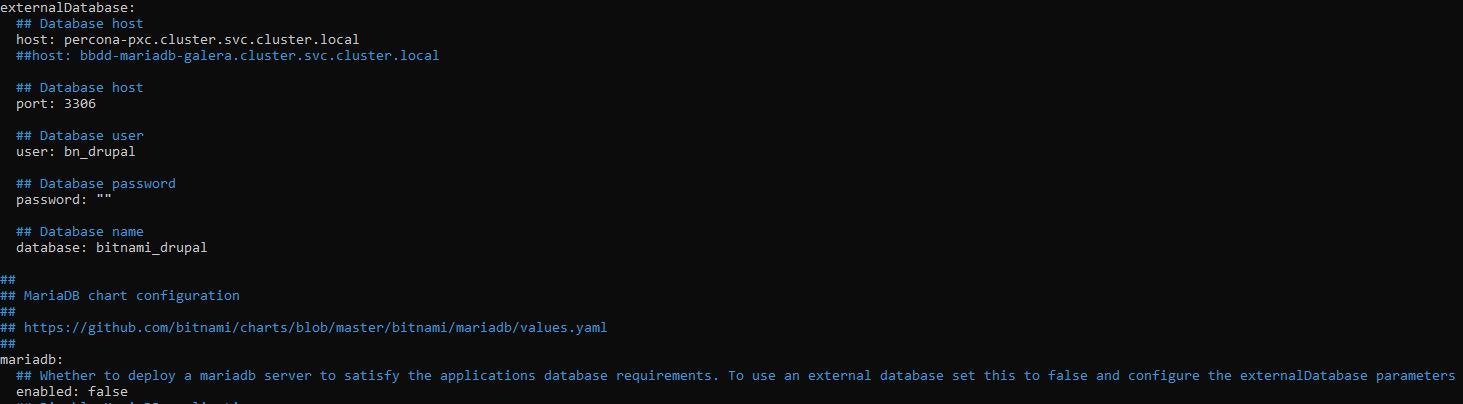 externalDatabase:
## Database host
host: percona-pxc.cluster.svc.cluster.local
##host: bbdd-mariadb-galera.cluster.svc.cluster.local
## Database host
port: 3306
## Database user
user: bn_drupal
## Database password
password: ""
## Database name
database: bitnami_drupal
##
## MariaDB chart configuration
##
## https://github.com/bitnami/charts/blob/master/bitnami/mariadb/values.yaml
##
mariadb:
## Whether to deploy a mariadb server to satisfy the applications database requirements. To use an external database set this to false and configure the externalDatabase parameters
enabled: false